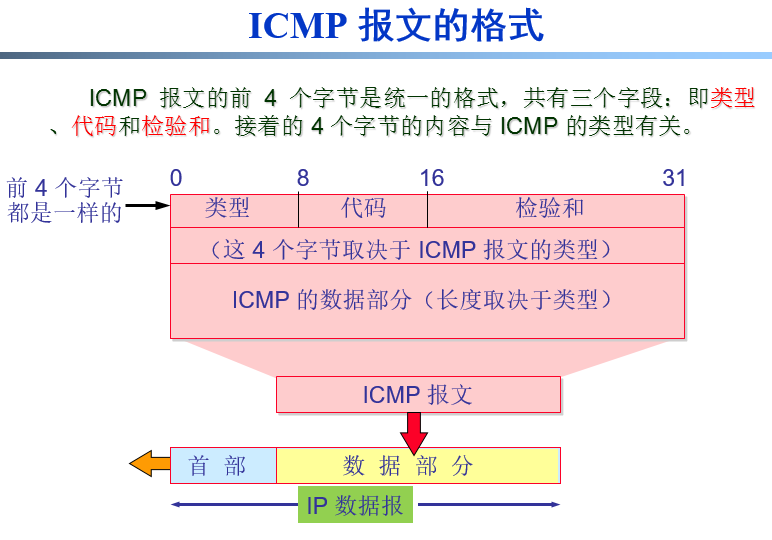 ICMP 报文的格式
ICMP 报文的前 4 个字节是统一的格式，共有三个字段：即类型
、代码和检验和。接着的 4 个字节的内容与 ICMP 的类型有关。
0 8 16 31
前 4 个字节
都是一样的
类型 代码 检验和
（这 4 个字节取决于 ICMP 报文的类型）
ICMP 的数据部分（长度取决于类型）
ICMP 报文
首 部 数 据 部 分
IP 数据报